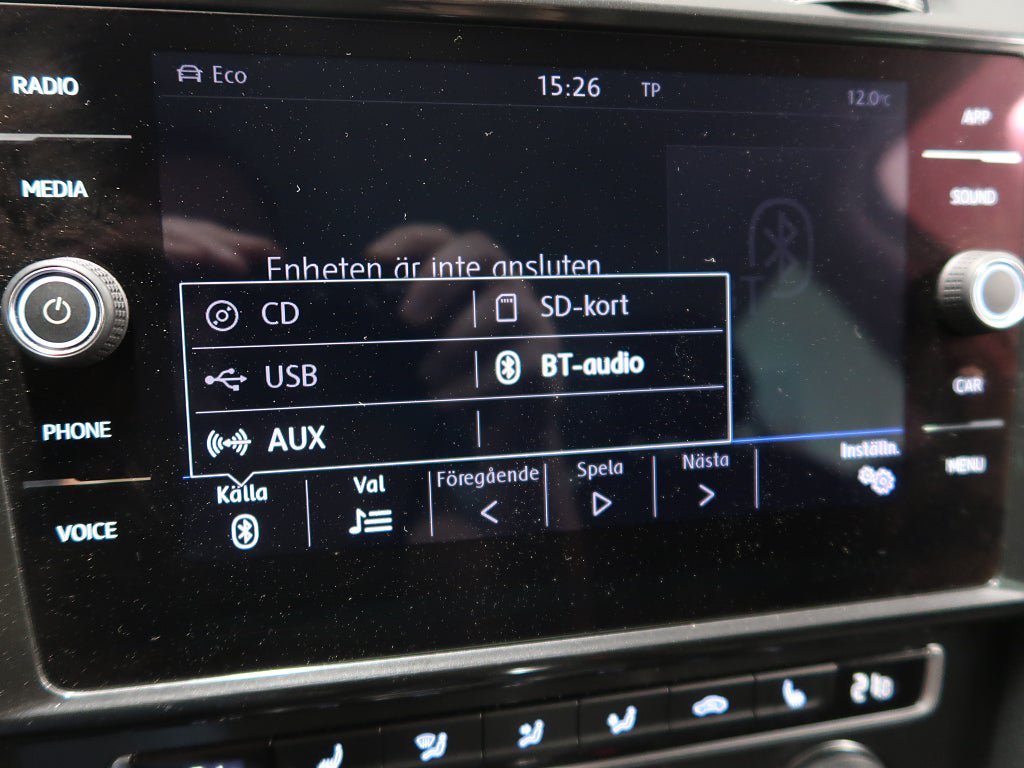 RADIO
Eco
15:26
TP
12.0°C
APP
MEDIA
SOUND
Enheten är inte ansluten
CD
SD-kort
USB
BT-audio
CAR
PHONE
AUX
Inställn.
MENU
Källa
Val
Föregående
Spela
Nästa
VOICE